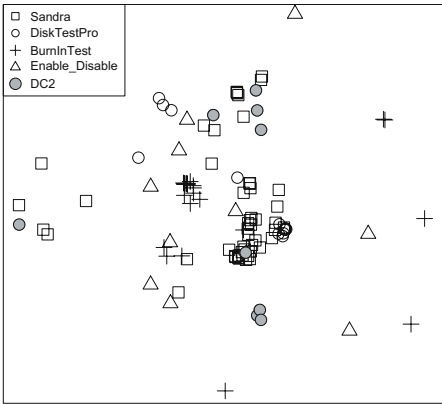 Sandra
DiskTestPro
BurnInTest
Enable_Disable
DC2